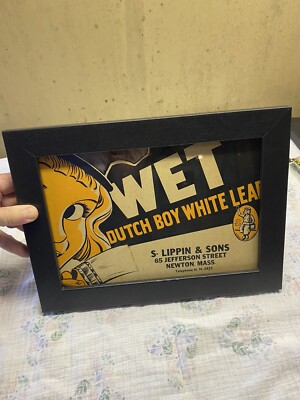 WET
DUTCH BOY WHITE LEAD
S. LIPPIN & SONS
65 JEFFERSON STREET
NEWTON, MASS.